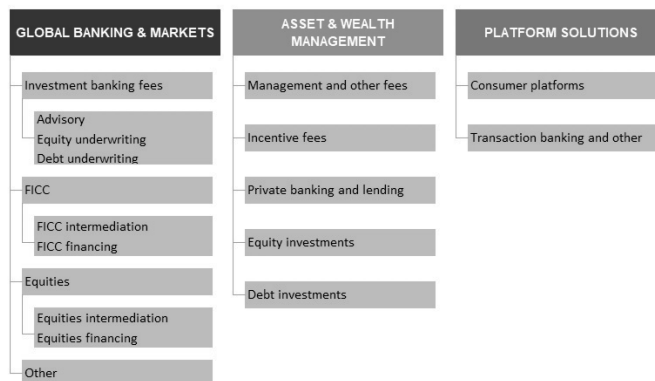 GLOBAL BANKING & MARKETS
Investment banking fees
Advisory
Equity underwriting
Debt underwriting
FICC
FICC intermediation
FICC financing
Equities
Equities intermediation
Equities financing
Other
ASSET & WEALTH
MANAGEMENT
Management and other fees
Incentive fees
Private banking and lending
Equity investments
Debt investments
PLATFORM SOLUTIONS
Consumer platforms
Transaction banking and other